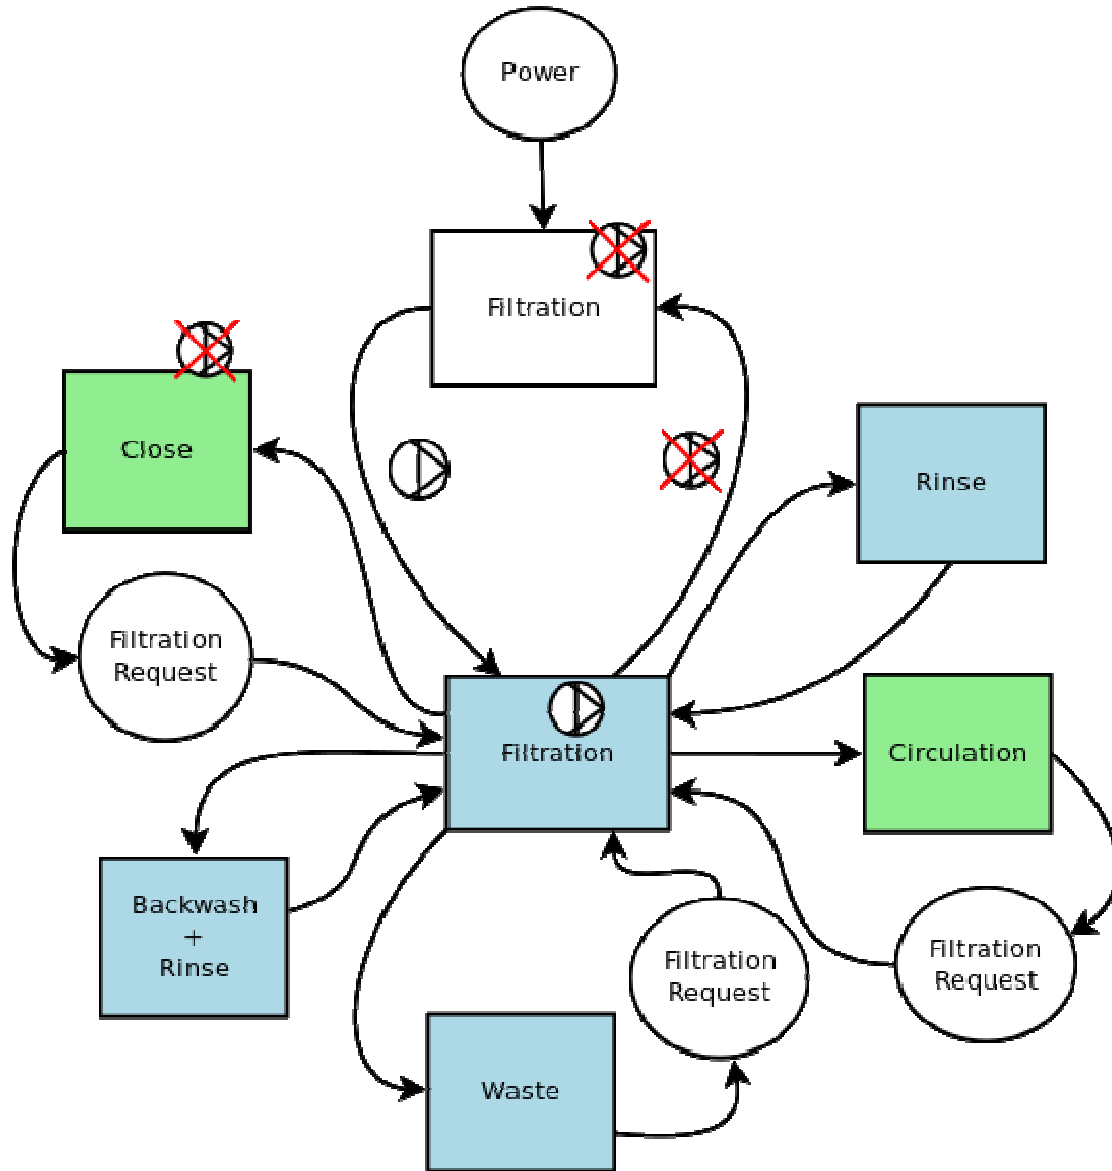 Power
Filtration
Close
Rinse
Filtration
Request
Filtration
Circulation
Backwash
+
Rinse
Filtration
Request
Filtration
Request
Waste